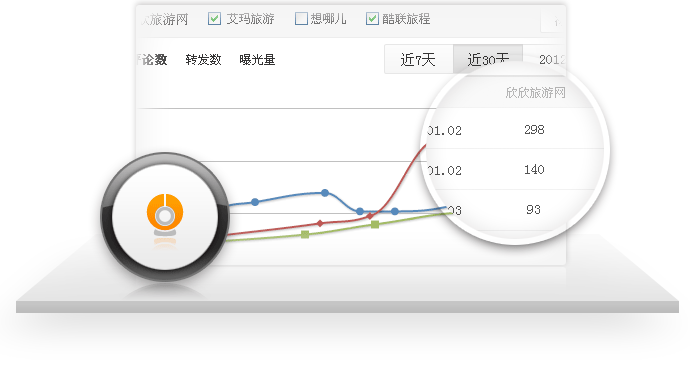 旅游网 艾玛旅游 想哪儿 酷联旅程
论数 转发数 曝光量 近7天 近30天 2012
欣欣旅游网
01.02 298
01.02 140
03 93